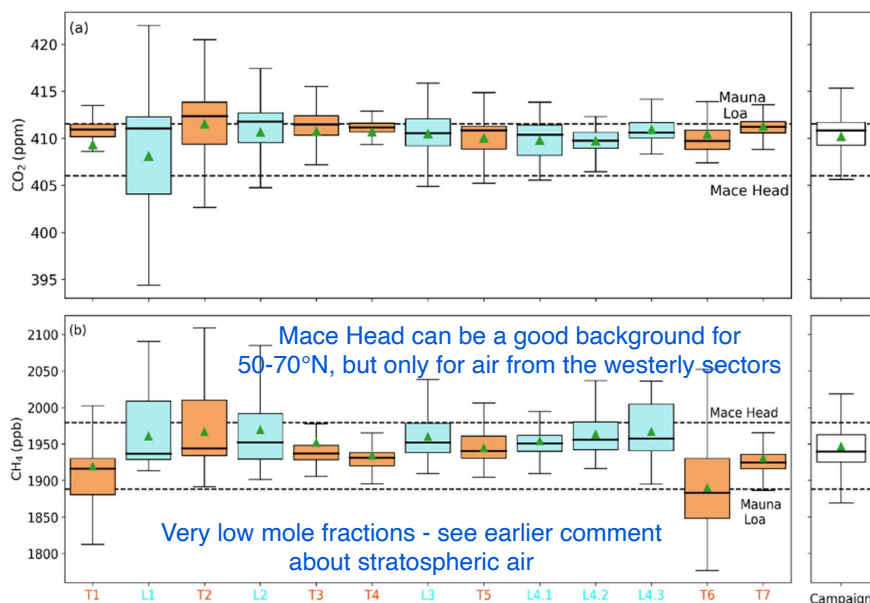 (a)
420
415
410
405
400
395
CO2 (ppm)
Mauna
Loa
Mace Head
(b)
2100
2050
2000
1950
1900
1850
1800
CH4 (ppb)
Mace Head can be a good background for
50-70°N, but only for air from the westerly sectors
Mace Head
Mauna
Loa
Very low mole fractions - see earlier comment
about stratospheric air
T1 L1 T2 L2 T3 T4 L3 T5 L4.1 L4.2 L4.3 T6 T7
Campaign